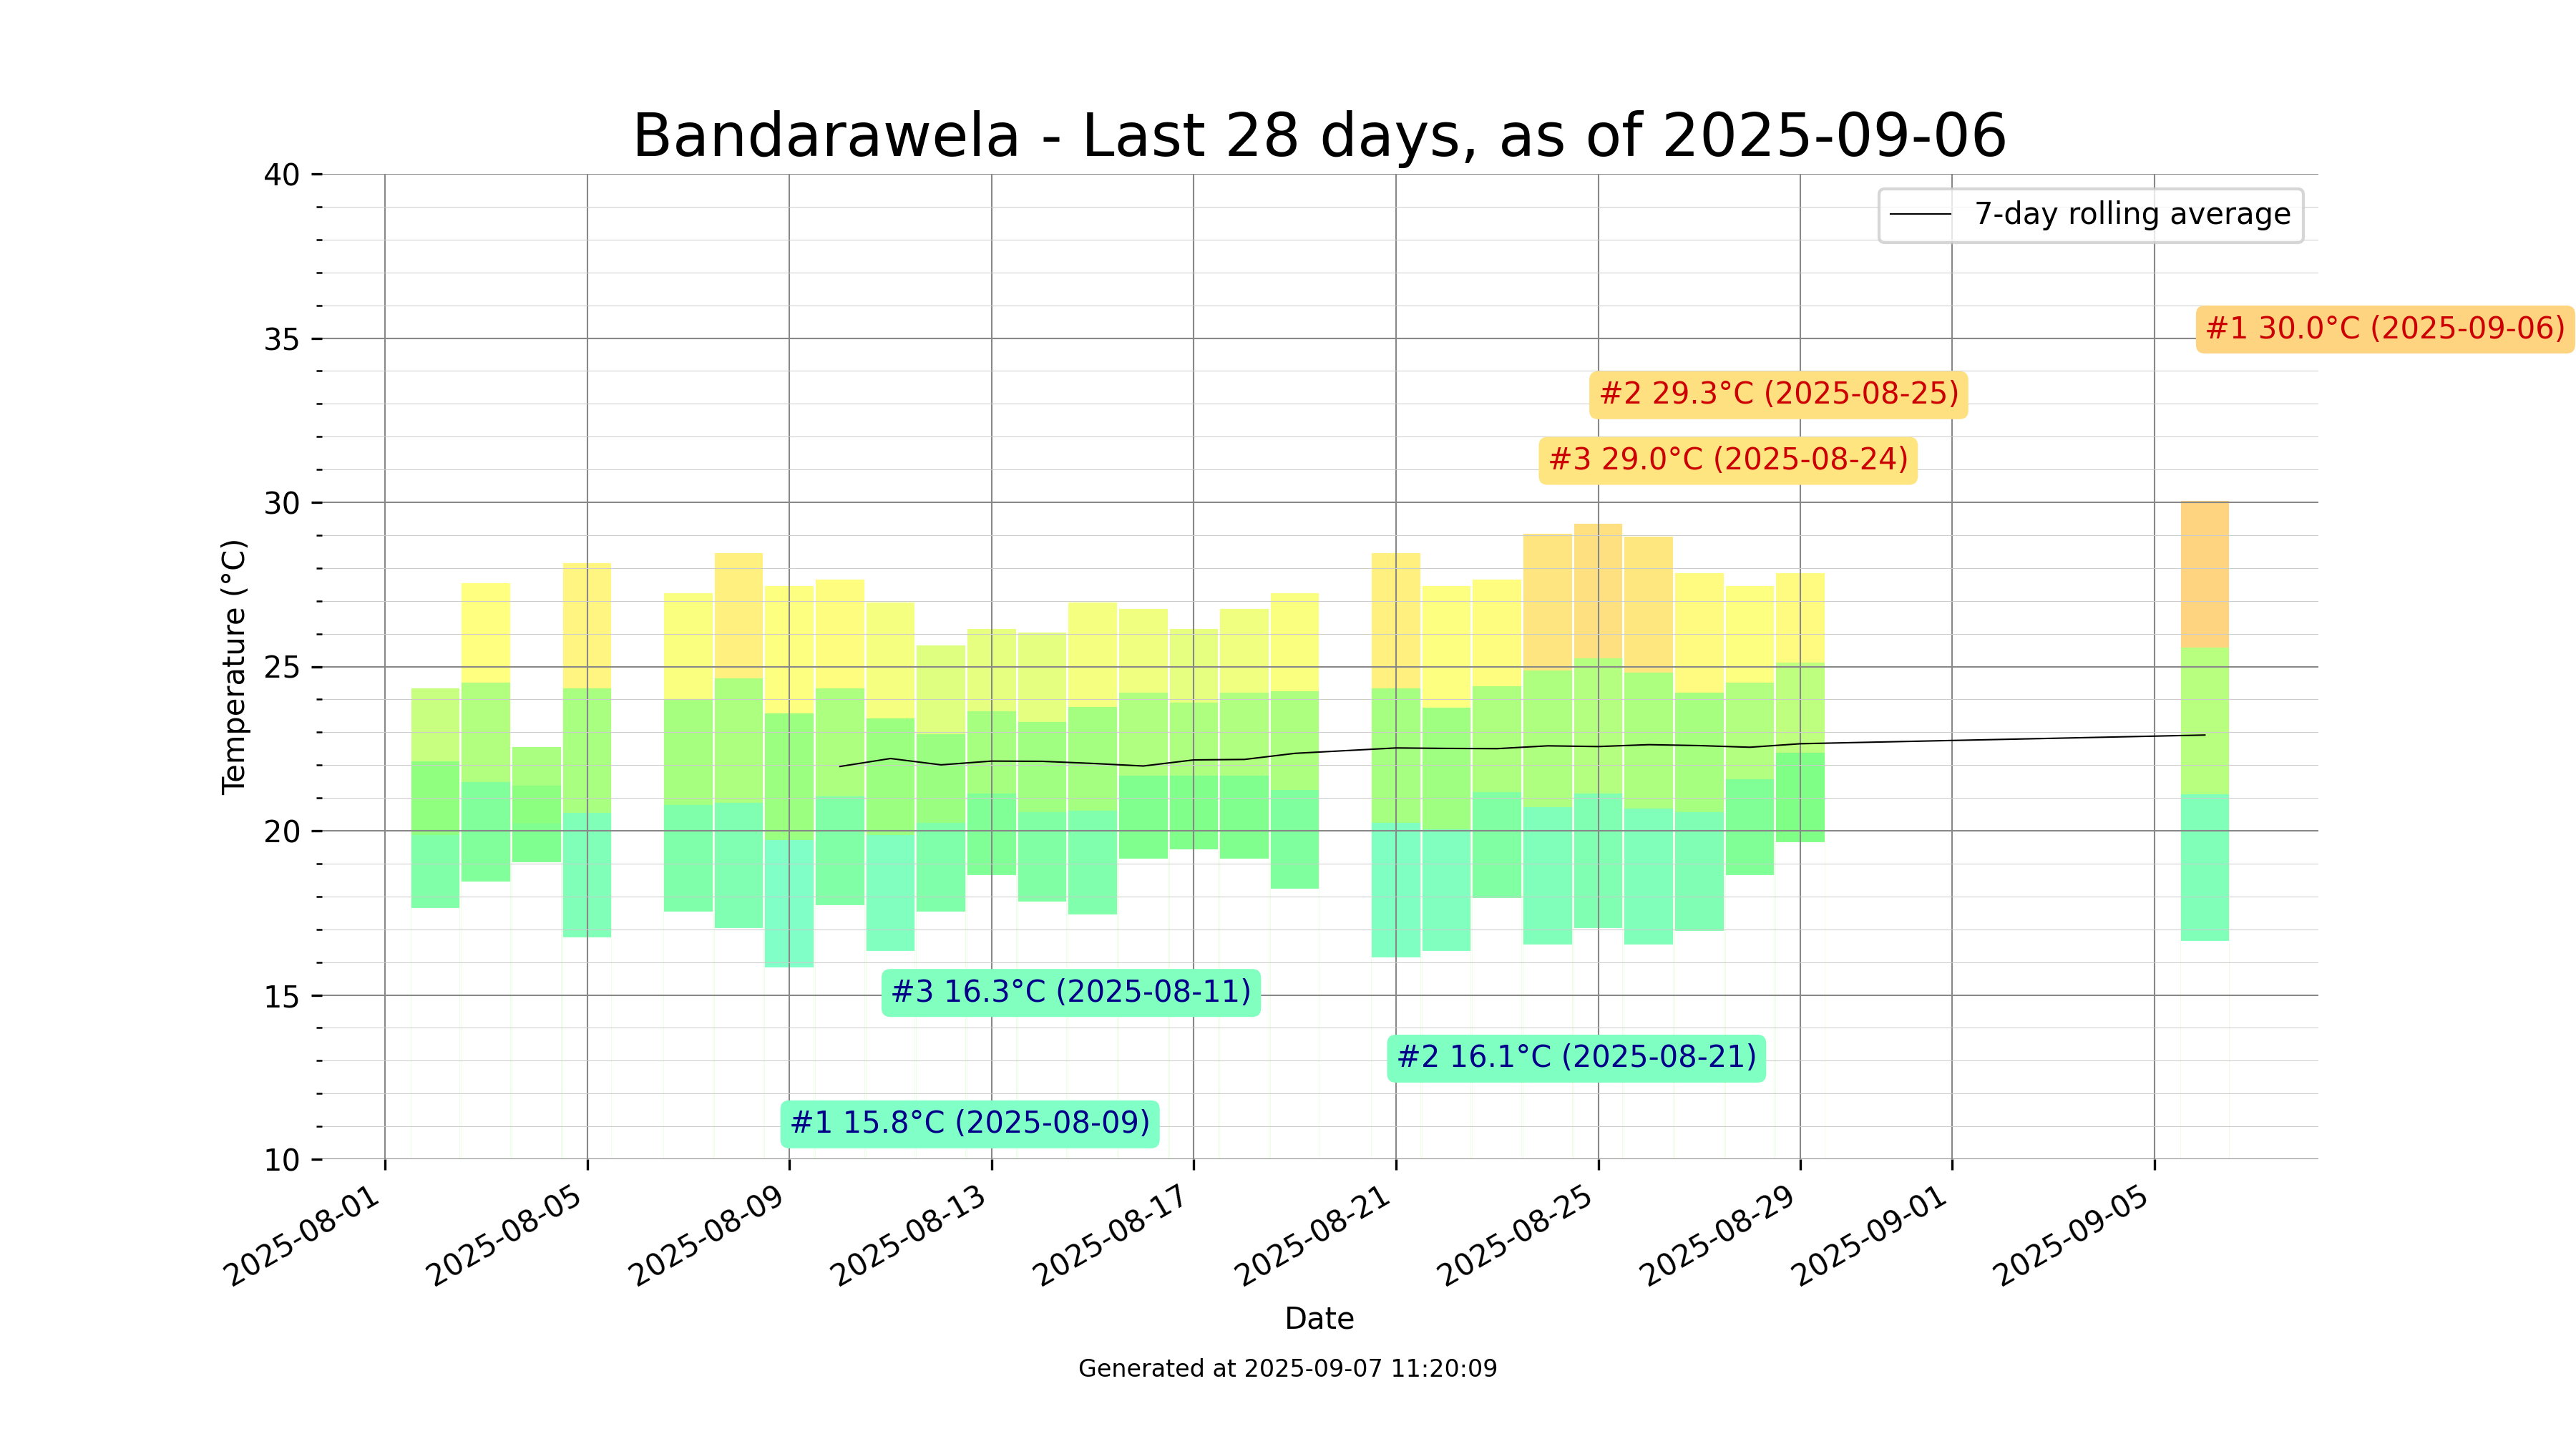 Bandarawela - Last 28 days, as of 2025-09-06
40
7-day rolling average
35
#1 30.0°C (2025-09-06)
#2 29.3°C (2025-08-25)
#3 29.0°C (2025-08-24)
30
Temperature (°C)
25
20
15
#3 16.3°C (2025-08-11)
#2 16.1°C (2025-08-21)
#1 15.8°C (2025-08-09)
10
2025-08-01
2025-08-05
2025-08-09
2025-08-13
2025-08-17
2025-08-21
2025-08-25
2025-08-29
2025-09-01
2025-09-05
Date
Generated at 2025-09-07 11:20:09